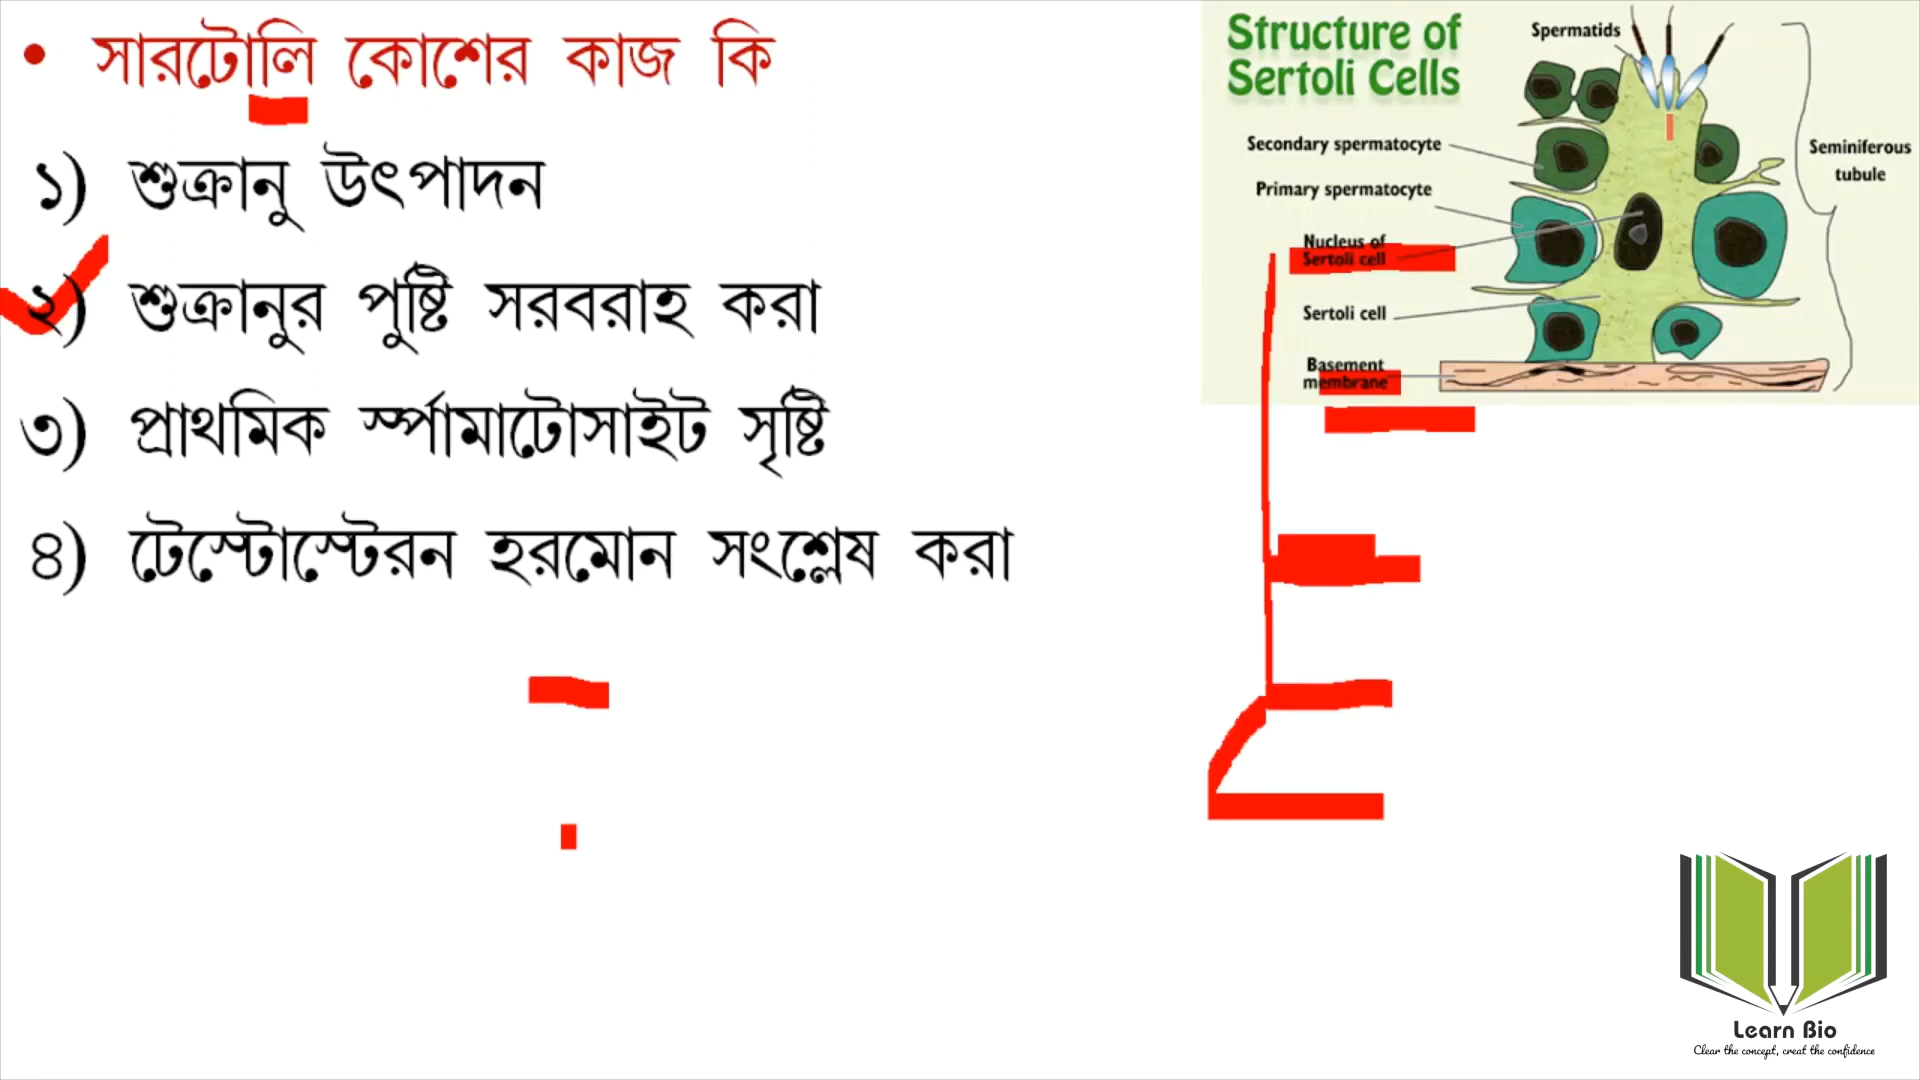 • সারটোলি কোশের কাজ কি
১) শুক্রানু উৎপাদন
২) শুক্রানুর পুষ্টি সরবরাহ করা
৩) প্রাথমিক স্পার্মাটোসাইট সৃষ্টি
৪) টেস্টোস্টেরন হরমোন সংশ্লেষ করা
Structure of
Sertoli Cells
Spermatids
Secondary spermatocyte
Primary spermatocyte
Nucleus of
Sertoli cell
Sertoli cell
Basement
membrane
Seminiferous
tubule
Learn Bio
Clear the concept, creat the confidence